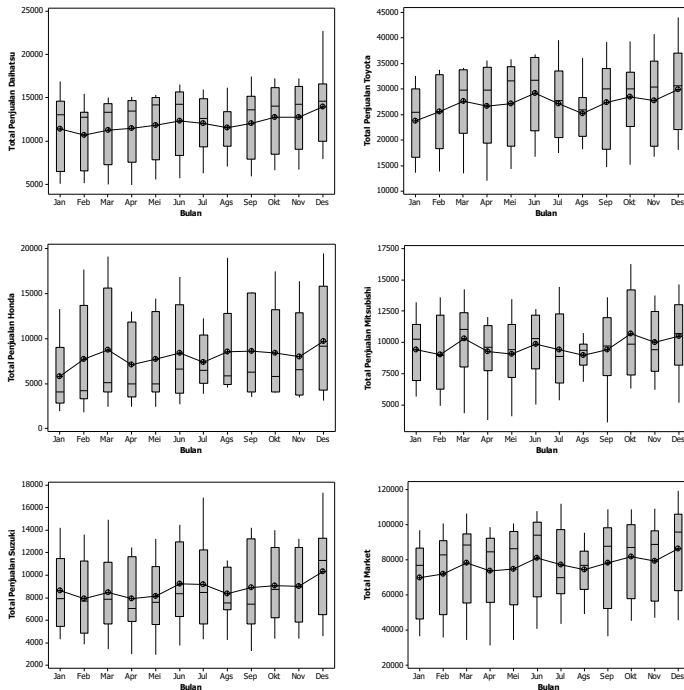 25000
20000
15000
10000
5000
Total Penjualan Daihatsu
Jan Feb Mar Apr Mei Jun Jul Ags Sep Okt Nov Des
Bulan
45000
40000
35000
30000
25000
20000
15000
10000
Total Penjualan Toyota
Jan Feb Mar Apr Mei Jun Jul Ags Sep Okt Nov Des
Bulan
20000
15000
10000
5000
0
Total Penjualan Honda
Jan Feb Mar Apr Mei Jun Jul Ags Sep Okt Nov Des
Bulan
17500
15000
12500
10000
7500
5000
Total Penjualan Mitsubishi
Jan Feb Mar Apr Mei Jun Jul Ags Sep Okt Nov Des
Bulan
18000
16000
14000
12000
10000
8000
6000
4000
2000
Total Penjualan Suzuki
Jan Feb Mar Apr Mei Jun Jul Ags Sep Okt Nov Des
Bulan
120000
100000
80000
60000
40000
20000
Total Market
Jan Feb Mar Apr Mei Jun Jul Ags Sep Okt Nov Des
Bulan